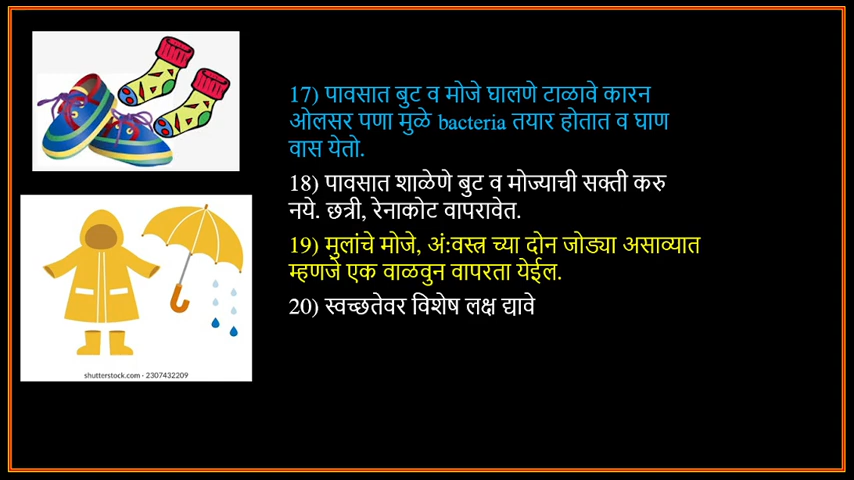 17) पावसात बुट व मोजे घालणे टाळावे कारन
ओलसर पणा मुळे bacteria तयार होतात व घाण
वास येतो.
18) पावसात शाळेणे बुट व मोज्याची सक्ती करु
नये. छत्री, रेनाकोट वापरावेत.
19) मुलांचे मोजे, अं:वस्त्र च्या दोन जोड्या असाव्यात
म्हणजे एक वाळवुन वापरता येईल.
20) स्वच्छतेवर विशेष लक्ष द्यावे
shutterstock.com · 2307432209